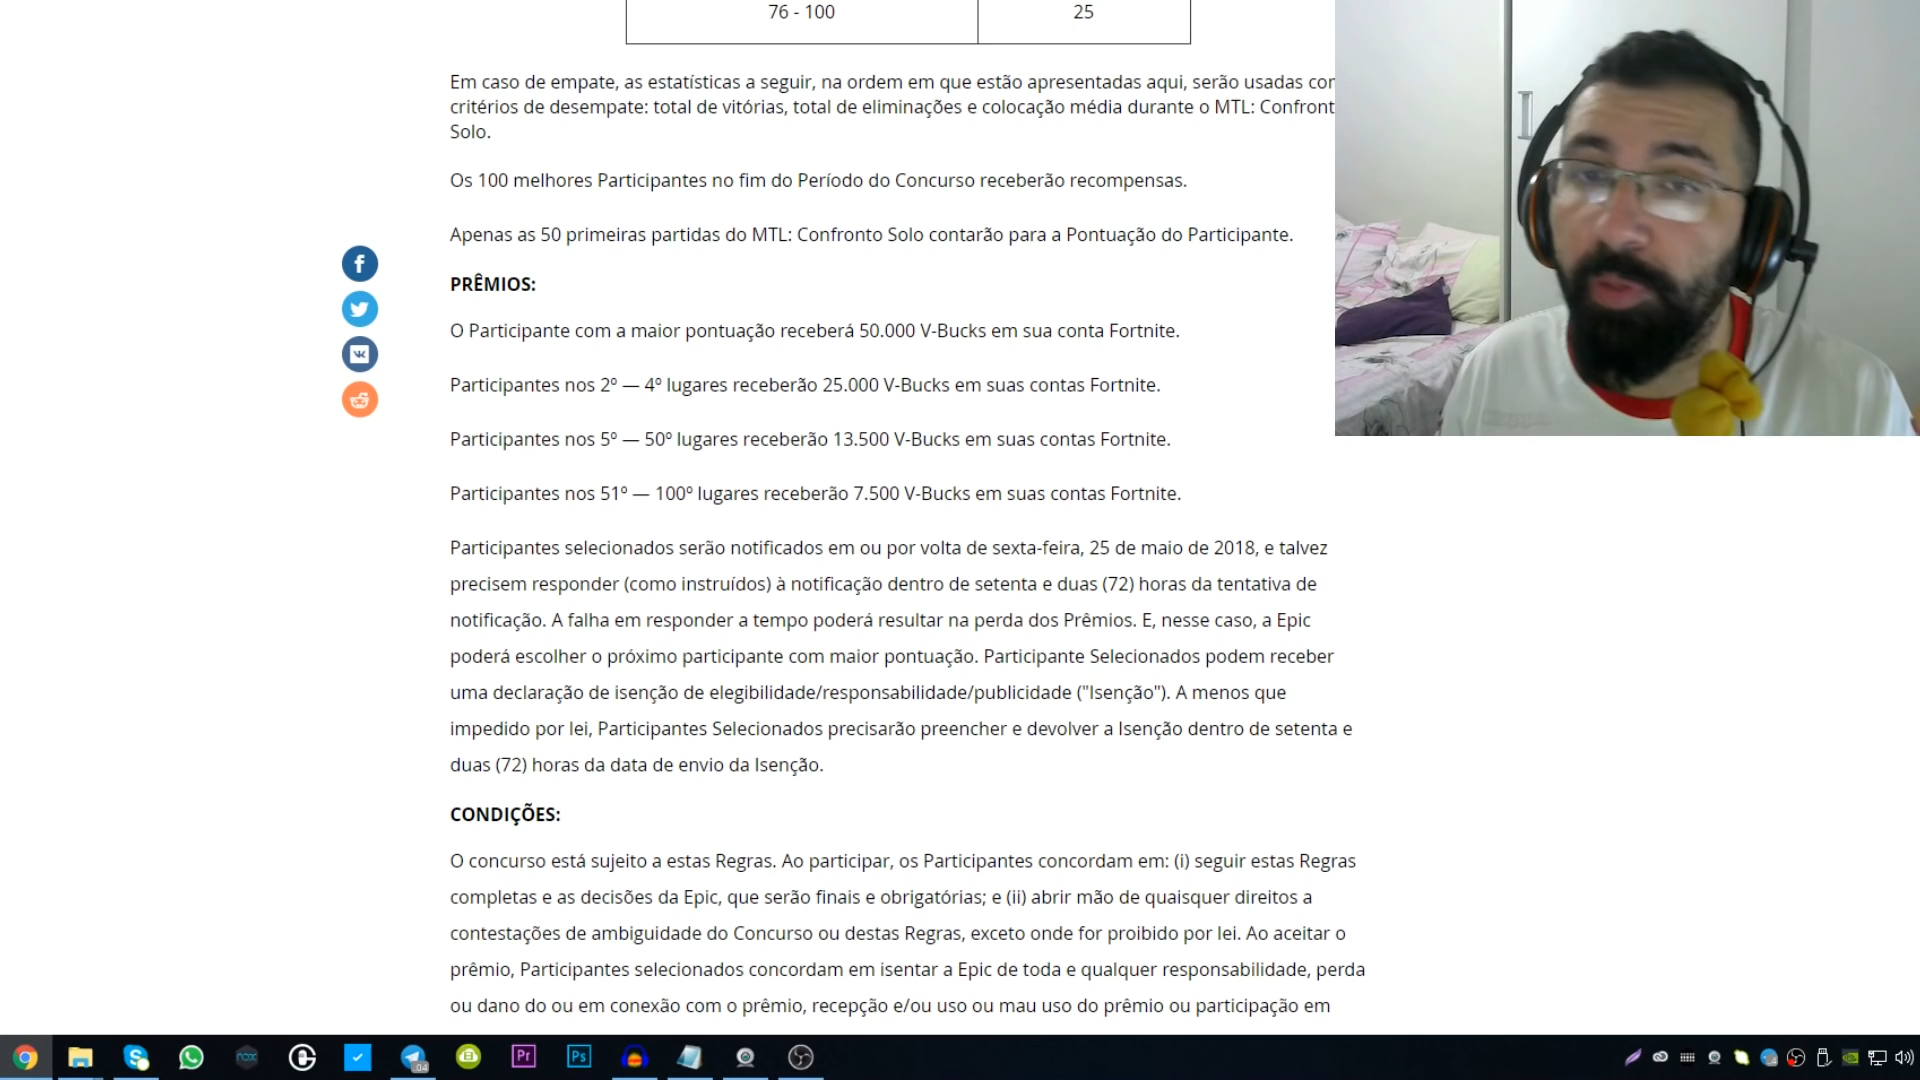 76 - 100
25
Em caso de empate, as estatísticas a seguir, na ordem em que estão apresentadas aqui, serão usadas
critérios de desempate: total de vitórias, total de eliminações e colocação média durante o MTL:
Solo.
Os 100 melhores Participantes no fim do Período do Concurso receberão recompensas.
Apenas as 50 primeiras partidas do MTL: Confronto Solo contarão para a Pontuação do Participante.
PRÊMIOS:
O Participante com a maior pontuação receberá 50.000 V-Bucks em sua conta Fortnite.
Participantes nos 2º — 4º lugares receberão 25.000 V-Bucks em suas contas Fortnite.
Participantes nos 5º — 50º lugares receberão 13.500 V-Bucks em suas contas Fortnite.
Participantes nos 51º — 100º lugares receberão 7.500 V-Bucks em suas contas Fortnite.
Participantes selecionados serão notificados em ou por volta de sexta-feira, 25 de maio de 2018, e talvez
precisem responder (como instruídos) à notificação dentro de setenta e duas (72) horas da tentativa de
notificação. A falha em responder a tempo poderá resultar na perda dos Prêmios. E, nesse caso, a Epic
poderá escolher o próximo participante com maior pontuação. Participante Selecionados podem receber
uma declaração de isenção de elegibilidade/responsabilidade/publicidade ("Isenção"). A menos que
impedido por lei, Participantes Selecionados precisarão preencher e devolver a Isenção dentro de setenta e
duas (72) horas da data de envio da Isenção.
CONDIÇÕES:
O concurso está sujeito a estas Regras. Ao participar, os Participantes concordam em: (i) seguir estas Regras
completas e as decisões da Epic, que serão finais e obrigatórias; e (ii) abrir mão de quaisquer direitos a
contestações de ambiguidade do Concurso ou destas Regras, exceto onde for proibido por lei. Ao aceitar o
prêmio, Participantes selecionados concordam em isentar a Epic de toda e qualquer responsabilidade, perda
ou dano do ou em conexão com o prêmio, recepção e/ou uso ou mau uso do prêmio ou participação em
nox
Pr
Ps